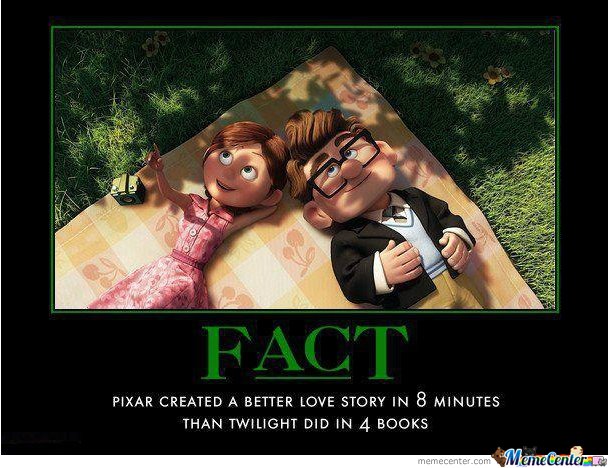 FACT
PIXAR CREATED A BETTER LOVE STORY IN 8 MINUTES
THAN TWILIGHT DID IN 4 BOOKS
memecenter.com MemeCenter